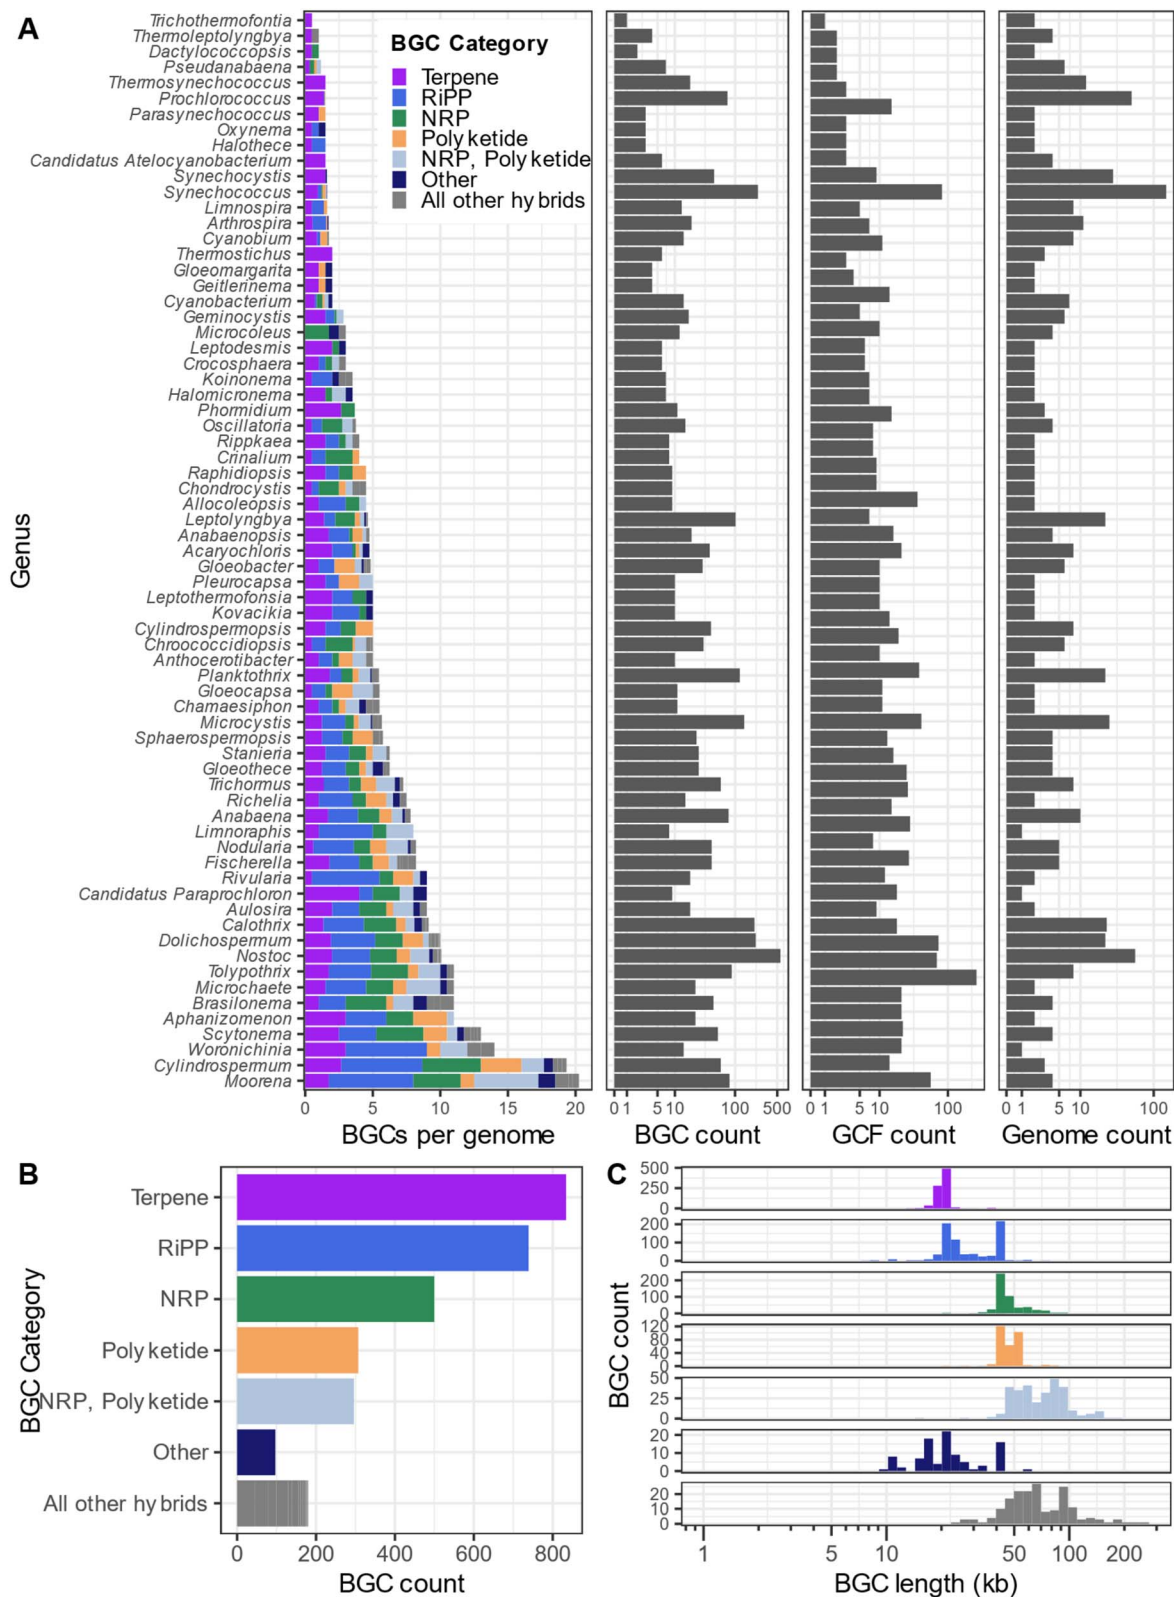 A
Genus
Trichothermofontia
Thermoleptolyngbya
Dactylococcopsis
Pseudanabaena
Thermosynechococcus
Prochlorococcus
Parasynechococcus
Oxynema
Halothece
Candidatus Atelocyanobacterium
Synechocystis
Synechococcus
Limnospira
Arthrospira
Cyanobium
Thermostichus
Gloeomargarita
Geitlerinema
Cyanobacterium
Geminocystis
Microcoleus
Leptodesmis
Crocosphaera
Koinonema
Halomicronema
Phormidium
Oscillatoria
Rippkaea
Crinalium
Raphidiopsis
Chondrocystis
Allocoleopsis
Leptolyngbya
Anabaenopsis
Acaryochloris
Gloeobacter
Pleurocapsa
Leptothermofonsia
Kovacikia
Cylindrospermopsis
Chroococcidiopsis
Anthocerotibacter
Planktothrix
Gloeocapsa
Chamaesiphon
Microcystis
Sphaerospermopsis
Stanieria
Gloeothece
Trichormus
Richelia
Anabaena
Limnoraphis
Nodularia
Fischerella
Rivularia
Candidatus Paraprochloron
Aulosira
Calothrix
Dolichospermum
Nostoc
Tolypothrix
Microchaete
Brasilonema
Aphanizomenon
Scytonema
Woronichinia
Cylindrospermum
Moorena
BGC Category
Terpene
RiPP
NRP
Polyketide
NRP, Polyketide
Other
All other hybrids
0 5 10 15 20
BGCs per genome
0 1 5 10 100 500
BGC count
0 1 5 10 100
GCF count
0 1 5 10 100
Genome count
B
BGC Category
Terpene
RiPP
NRP
Polyketide
NRP, Polyketide
Other
All other hybrids
0 200 400 600 800
BGC count
C
BGC count
500
250
0
200
100
0
200
100
0
120
80
40
0
50
25
0
20
10
0
20
10
0
1 5 10 50 100 200
BGC length (kb)